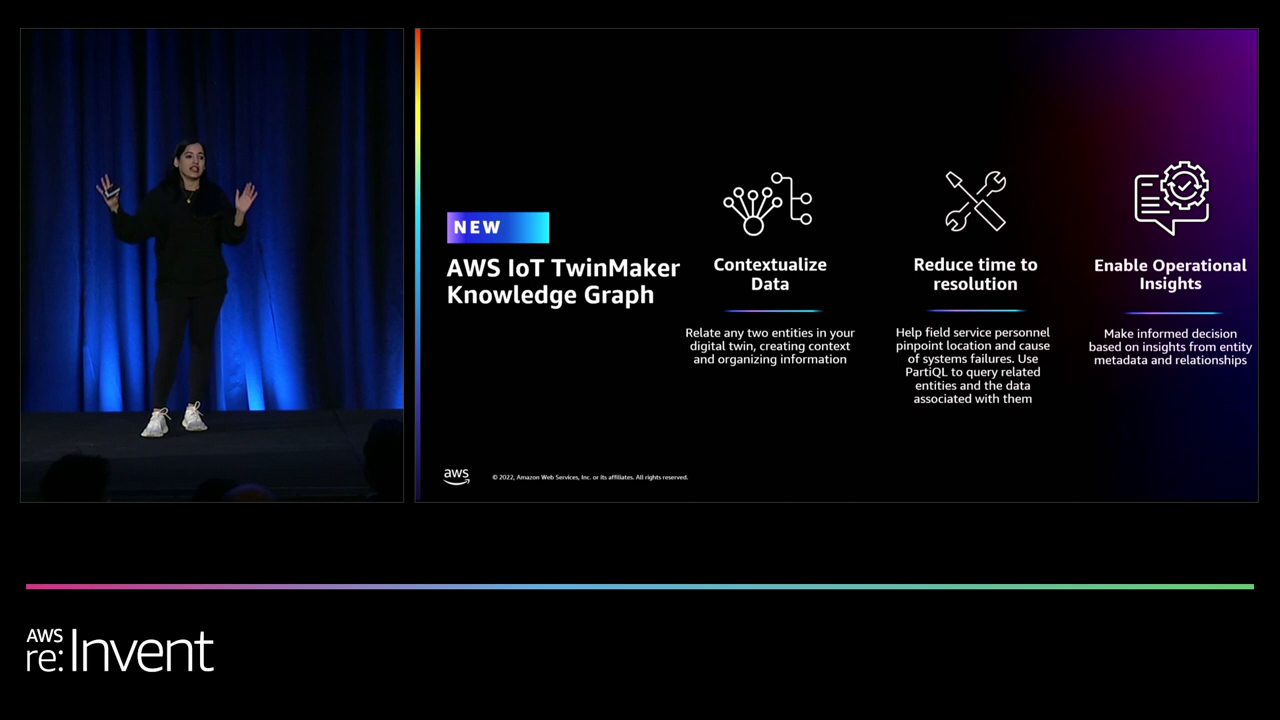 NEW
AWS IoT TwinMaker
Knowledge Graph
Contextualize
Data
Relate any two entities in your
digital twin, creating context
and organizing information
Reduce time to
resolution
Help field service personnel
pinpoint location and cause
of systems failures. Use
PartiQL to query related
entities and the data
associated with them
Enable Operational
Insights
Make informed decision
based on insights from entity
metadata and relationships
aws
© 2022, Amazon Web Services, Inc. or its affiliates. All rights reserved.
AWS
re:Invent